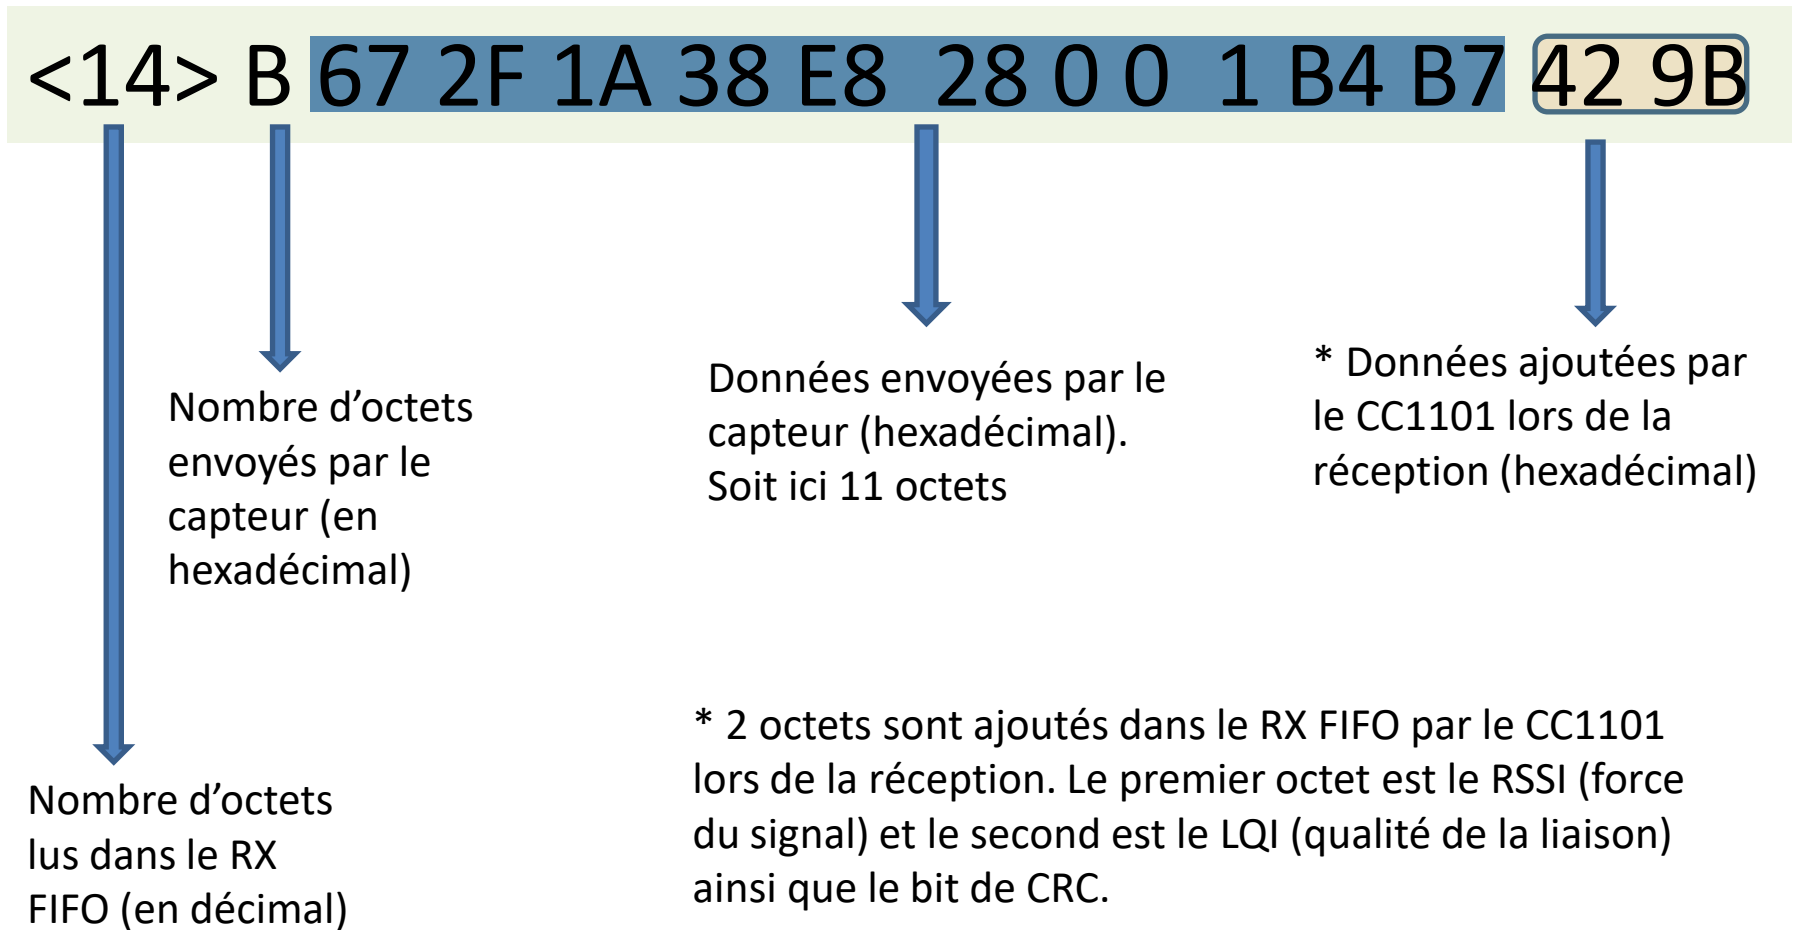 <14> B 67 2F 1A 38 E8 28 0 0 1 B4 B7 42 9B
Nombre d’octets
envoyés par le
capteur (en
hexadécimal)
Données envoyées par le
capteur (hexadécimal).
Soit ici 11 octets
* Données ajoutées par
le CC1101 lors de la
réception (hexadécimal)
Nombre d’octets
lus dans le RX
FIFO (en décimal)
* 2 octets sont ajoutés dans le RX FIFO par le CC1101
lors de la réception. Le premier octet est le RSSI (force
du signal) et le second est le LQI (qualité de la liaison)
ainsi que le bit de CRC.